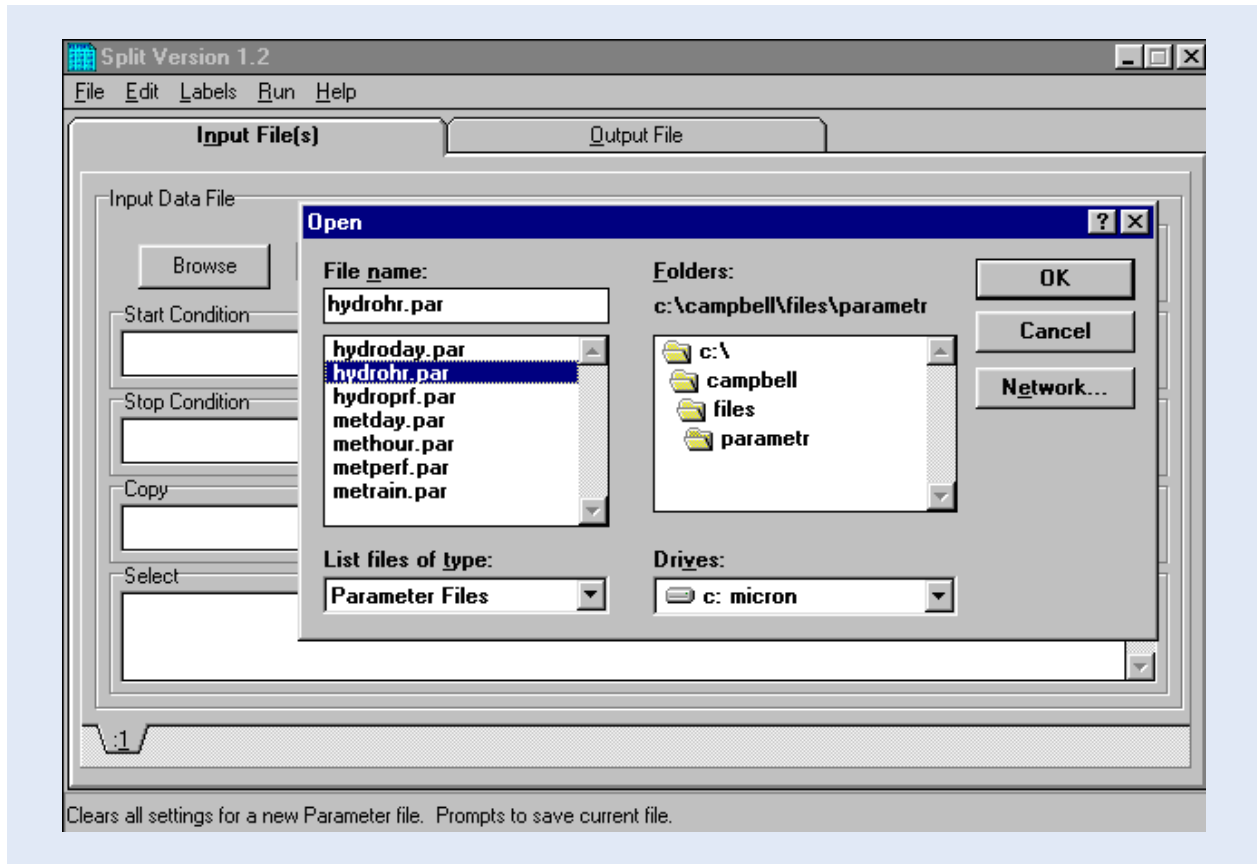 Split Version 1.2
File Edit Labels Run Help
Input File(s) Output File
Input Data File
Browse
Start Condition
Stop Condition
Copy
Select
:1
Open
File name:
hydrohr.par
hydroday.par
hydrohr.par
hydroprf.par
metday.par
methour.par
metperf.par
metrain.par
List files of type:
Parameter Files
Folders:
c:\campbell\files\parametr
c:\
campbell
files
parametr
Drives:
c: micron
OK
Cancel
Network...
Clears all settings for a new Parameter file. Prompts to save current file.